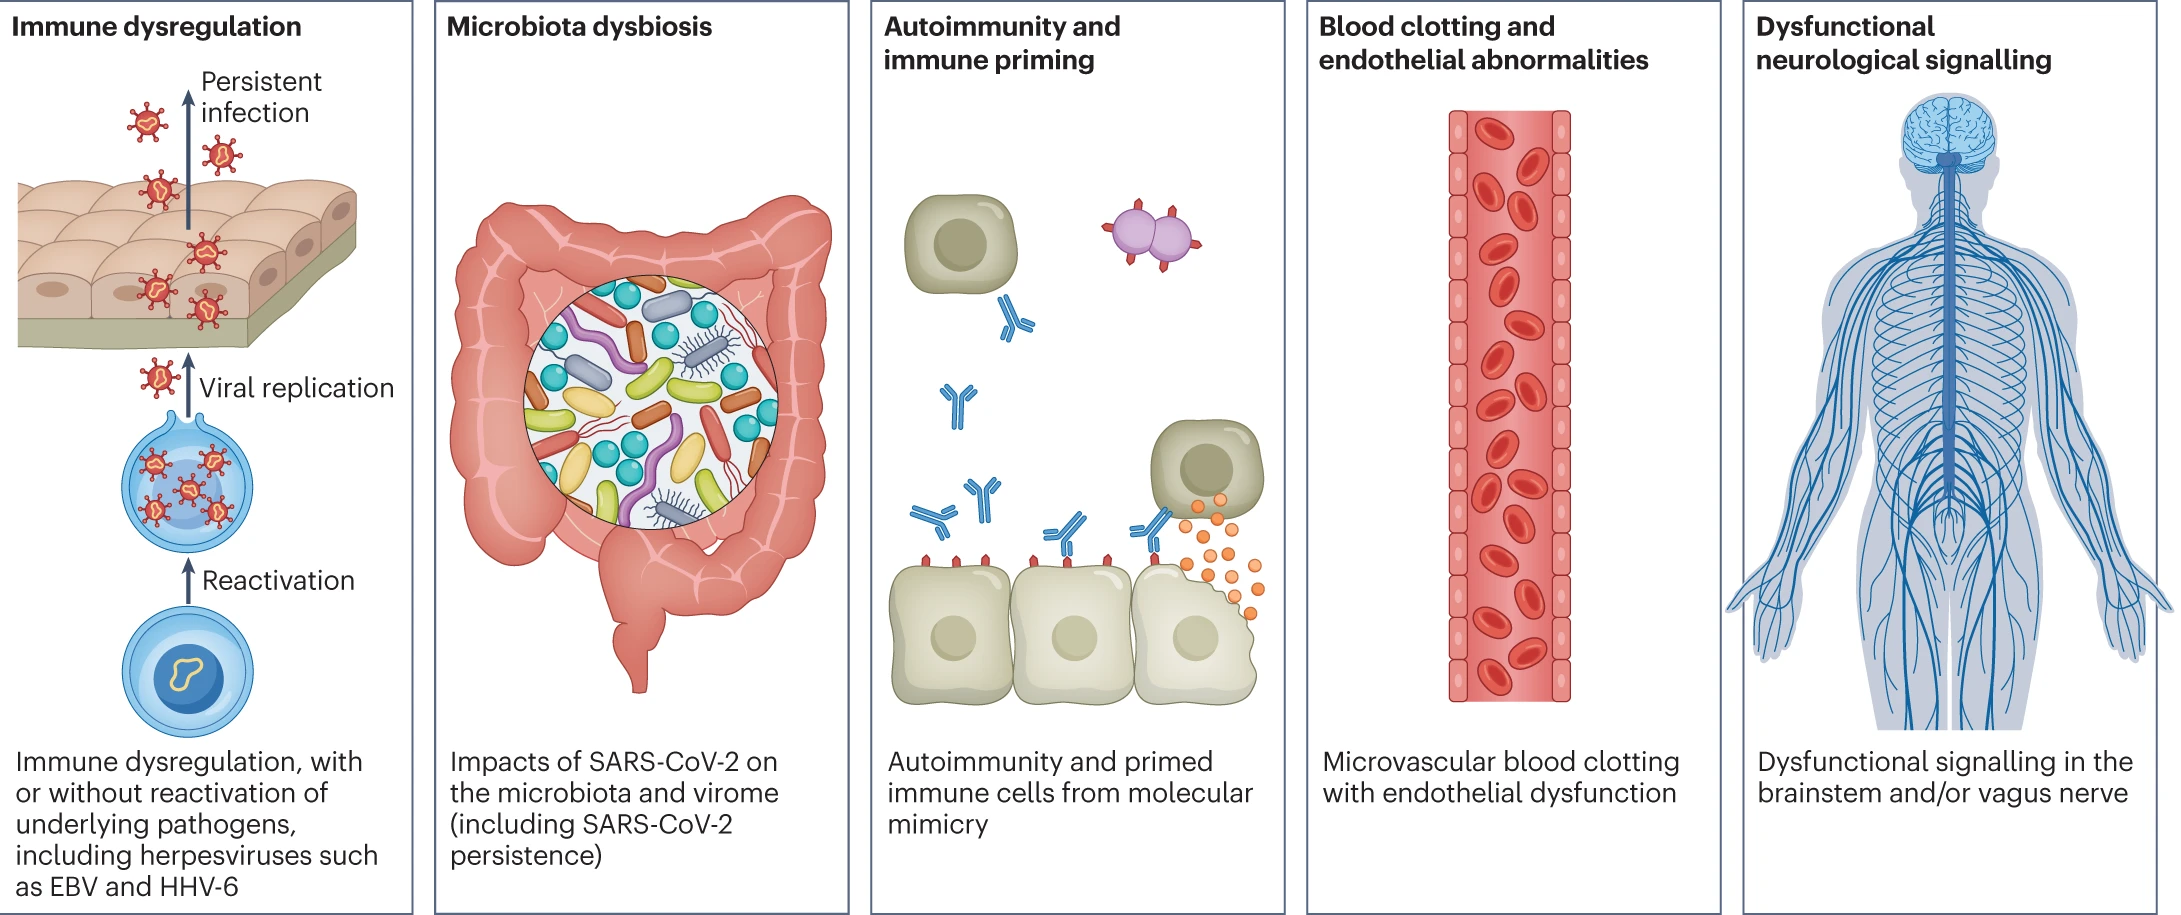 Immune dysregulation
Persistent
infection
Viral replication
Reactivation
Immune dysregulation, with
or without reactivation of
underlying pathogens,
including herpesviruses such
as EBV and HHV-6
Microbiota dysbiosis
Impacts of SARS-CoV-2 on
the microbiota and virome
(including SARS-CoV-2
persistence)
Autoimmunity and
immune priming
Autoimmunity and primed
immune cells from molecular
mimicry
Blood clotting and
endothelial abnormalities
Microvascular blood clotting
with endothelial dysfunction
Dysfunctional
neurological signalling
Dysfunctional signalling in the
brainstem and/or vagus nerve